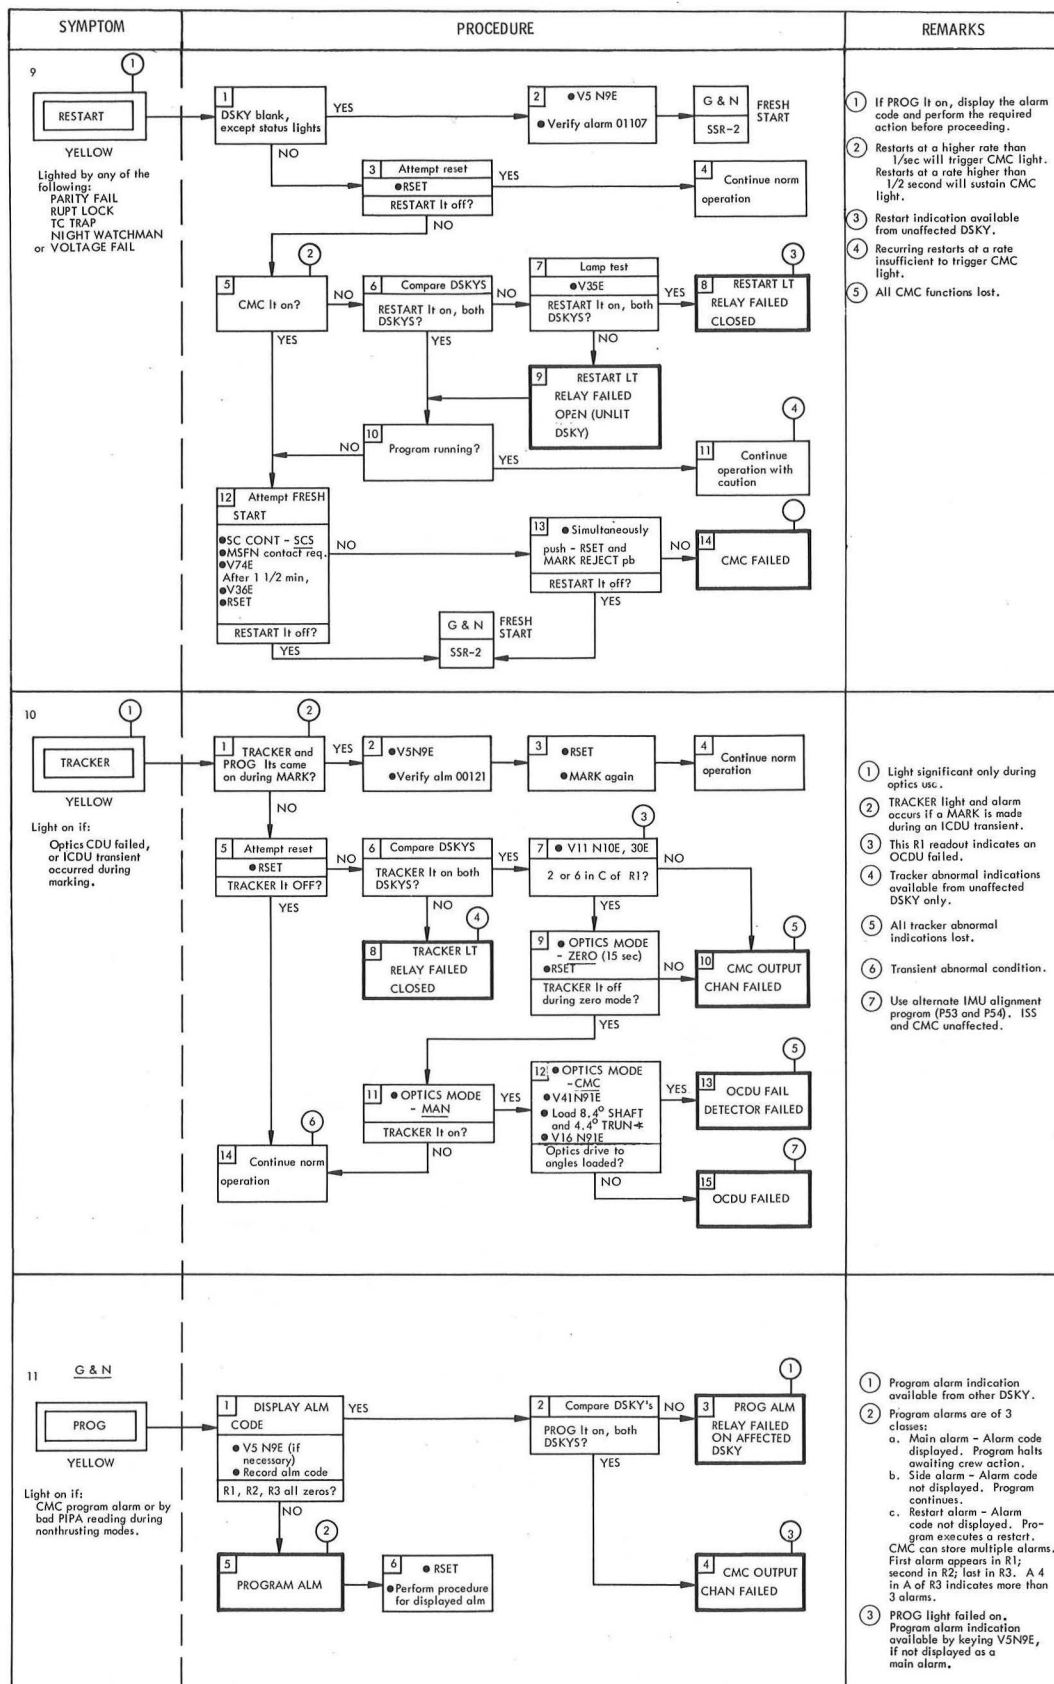 SYMPTOM
PROCEDURE
REMARKS
9
1
RESTART
YELLOW
Lighted by any of the
following:
PARITY FAIL
RUPT LOCK
TC TRAP
NIGHT WATCHMAN
or VOLTAGE FAIL
1
DSKY blank,
except status lights
YES
NO
2
● V5 N9E
● Verify alarm 01107
G & N
SSR-2
FRESH
START
3 Attempt reset
● RSET
RESTART lt off?
YES
NO
4
Continue norm
operation
2
5
CMC lt on?
NO
YES
6 Compare DSKYS
RESTART lt on, both
DSKYS?
NO
YES
7 Lamp test
● V35E
RESTART lt on, both
DSKYS?
YES
NO
3
8 RESTART LT
RELAY FAILED
CLOSED
9 RESTART LT
RELAY FAILED
OPEN (UNLIT
DSKY)
10
Program running?
NO
YES
4
11 Continue
operation with
caution
12 Attempt FRESH
START
● SC CONT - SCS
● MSFN contact req.
● V74E
After 1 1/2 min,
● V36E
● RSET
RESTART lt off?
NO
YES
13 ● Simultaneously
push - RSET and
MARK REJECT pb
RESTART lt off?
NO
YES
14
CMC FAILED
G & N
SSR-2
FRESH
START
1 If PROG lt on, display the alarm
code and perform the required
action before proceeding.
2 Restarts at a higher rate than
1/sec will trigger CMC light.
Restarts at a rate higher than
1/2 second will sustain CMC
light.
3 Restart indication available
from unaffected DSKY.
4 Recurring restarts at a rate
insufficient to trigger CMC
light.
5 All CMC functions lost.
10
1
TRACKER
YELLOW
Light on if:
Optics CDU failed,
or ICDU transient
occurred during
marking.
2
1 TRACKER and
PROG lts came
on during MARK?
YES
NO
2 ● V5N9E
● Verify alm 00121
3 ● RSET
● MARK again
4 Continue norm
operation
5 Attempt reset
● RSET
TRACKER lt OFF?
NO
YES
6 Compare DSKYS
TRACKER lt on both
DSKYS?
YES
NO
3
7 ● V11 N10E, 30E
2 or 6 in C of R1?
NO
YES
4
8 TRACKER LT
RELAY FAILED
CLOSED
9 ● OPTICS MODE
- ZERO (15 sec)
● RSET
TRACKER lt off
during zero mode?
NO
YES
5
10 CMC OUTPUT
CHAN FAILED
11 ● OPTICS MODE
- MAN
TRACKER lt on?
YES
NO
12 ● OPTICS MODE
- CMC
● V41N91E
● Load 8.4° SHAFT
and 4.4° TRUN ∗
● V16 N91E
Optics drive to
angles loaded?
YES
NO
5
13 OCDU FAIL
DETECTOR FAILED
6
14 Continue norm
operation
7
15
OCDU FAILED
1 Light significant only during
optics use.
2 TRACKER light and alarm
occurs if a MARK is made
during an ICDU transient.
3 This R1 readout indicates an
OCDU failed.
4 Tracker abnormal indications
available from unaffected
DSKY only.
5 All tracker abnormal
indications lost.
6 Transient abnormal condition.
7 Use alternate IMU alignment
program (P53 and P54). ISS
and CMC unaffected.
11
G & N
PROG
YELLOW
Light on if:
CMC program alarm or by
bad PIPA reading during
nonthrusting modes.
1 DISPLAY ALM
CODE
● V5 N9E (if
necessary)
● Record alm code
R1, R2, R3 all zeros?
YES
NO
2 Compare DSKY's
PROG lt on, both
DSKYS?
NO
YES
1
3 PROG ALM
RELAY FAILED
ON AFFECTED
DSKY
3
4 CMC OUTPUT
CHAN FAILED
2
5
PROGRAM ALM
6 ● RSET
● Perform procedure
for displayed alm
1 Program alarm indication
available from other DSKY.
2 Program alarms are of 3
classes:
a. Main alarm - Alarm code
displayed. Program halts
awaiting crew action.
b. Side alarm - Alarm code
not displayed. Program
continues.
c. Restart alarm - Alarm
code not displayed. Pro-
gram executes a restart.
CMC can store multiple alarms.
First alarm appears in R1;
second in R2; last in R3. A 4
in A of R3 indicates more than
3 alarms.
3 PROG light failed on.
Program alarm indication
available by keying V5N9E,
if not displayed as a
main alarm.